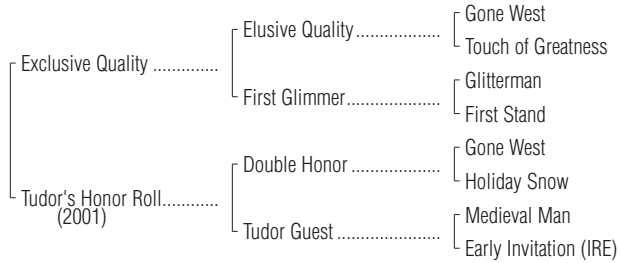 Gone West
Elusive Quality ..................
Touch of Greatness
Exclusive Quality ..............
Glitterman
First Glimmer....................
First Stand
Gone West
Double Honor ...................
Holiday Snow
Tudor's Honor Roll............
(2001)
Medieval Man
Tudor Guest ......................
Early Invitation (IRE)